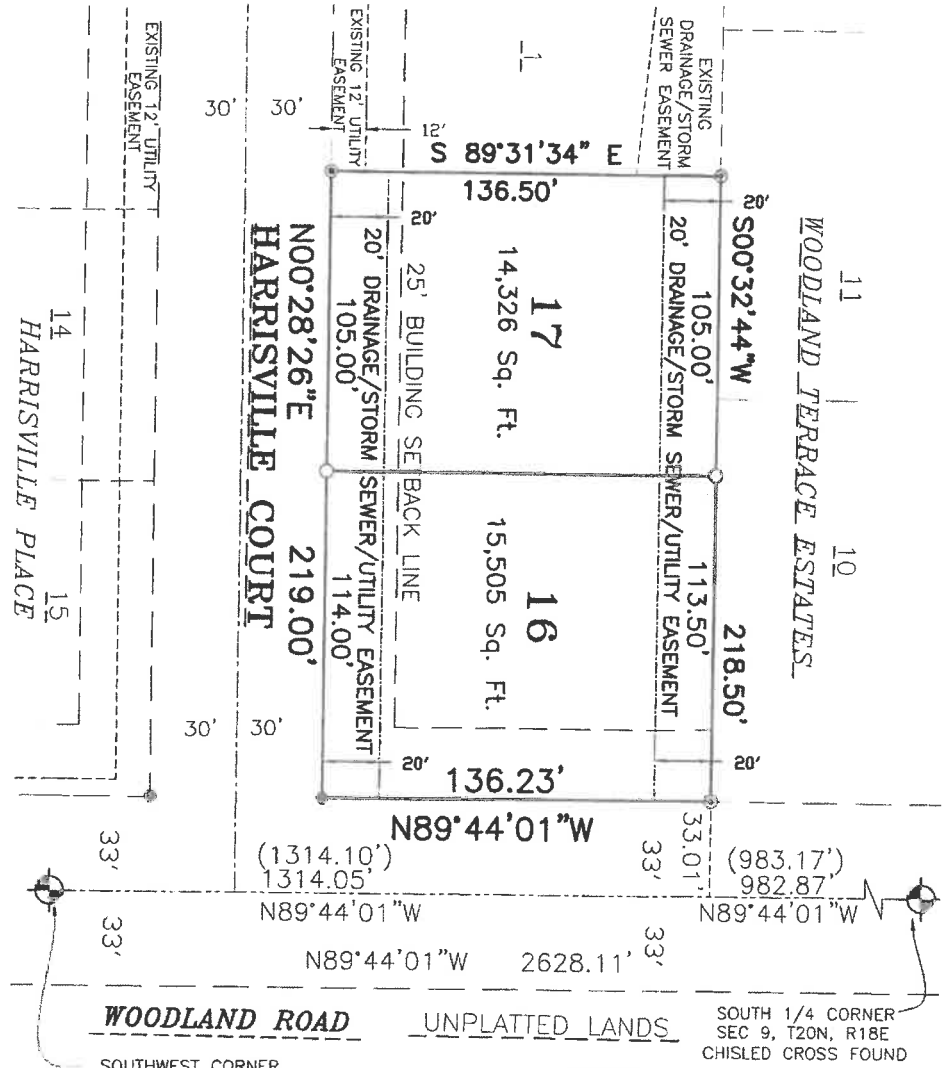 EXISTING 12' UTILITY
EASEMENT
30'
30'
EXISTING 12' UTILITY
EASEMENT
12'
1
EXISTING
DRAINAGE/STORM
SEWER EASEMENT
S 89°31'34" E
136.50'
20'
20'
N00°28'26"E
219.00'
HARRISVILLE COURT
105.00'
114.00'
20' DRAINAGE/STORM SEWER/UTILITY EASEMENT
25' BUILDING SE BACK LINE
17
14,326 Sq. Ft.
16
15,505 Sq. Ft.
20' DRAINAGE/STORM SEWER/UTILITY EASEMENT
105.00'
113.50'
S00°32'44"W
218.50'
11
10
WOODLAND TERRACE ESTATES
14
15
HARRISVILLE PLACE
30'
30'
20'
20'
136.23'
N89°44'01"W
33'
(1314.10')
1314.05'
33'
33.01'
(983.17')
982.87'
N89°44'01"W
N89°44'01"W
33'
N89°44'01"W 2628.11'
33'
WOODLAND ROAD
UNPLATTED LANDS
SOUTH 1/4 CORNER
SEC 9, T20N, R18E
CHISLED CROSS FOUND
SOUTHWEST CORNER